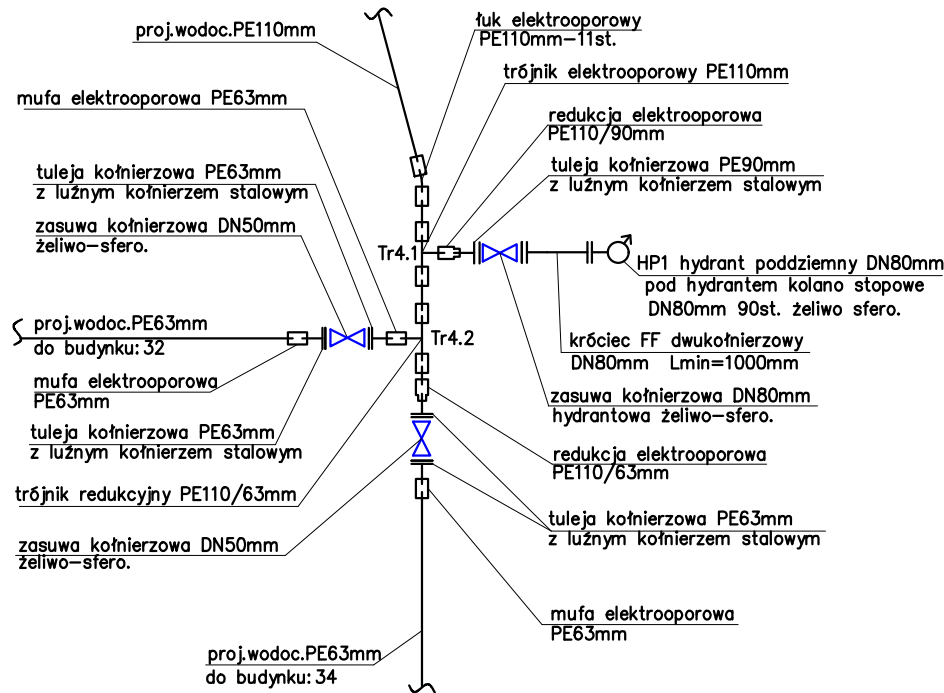 proj.wodoc.PE110mm
łuk elektrooporowy
PE110mm-11st.
trójnik elektrooporowy PE110mm
mufa elektrooporowa PE63mm
redukcja elektrooporowa
PE110/90mm
tuleja kołnierzowa PE63mm
z luźnym kołnierzem stalowym
tuleja kołnierzowa PE90mm
z luźnym kołnierzem stalowym
zasuwa kołnierzowa DN50mm
żeliwo-sfero.
Tr4.1
HP1 hydrant poddziemny DN80mm
pod hydrantem kolano stopowe
DN80mm 90st. żeliwo sfero.
proj.wodoc.PE63mm
do budynku: 32
Tr4.2
króciec FF dwukołnierzowy
DN80mm Lmin=1000mm
mufa elektrooporowa
PE63mm
zasuwa kołnierzowa DN80mm
hydrantowa żeliwo-sfero.
tuleja kołnierzowa PE63mm
z luźnym kołnierzem stalowym
redukcja elektrooporowa
PE110/63mm
trójnik redukcyjny PE110/63mm
tuleja kołnierzowa PE63mm
z luźnym kołnierzem stalowym
zasuwa kołnierzowa DN50mm
żeliwo-sfero.
mufa elektrooporowa
PE63mm
proj.wodoc.PE63mm
do budynku: 34